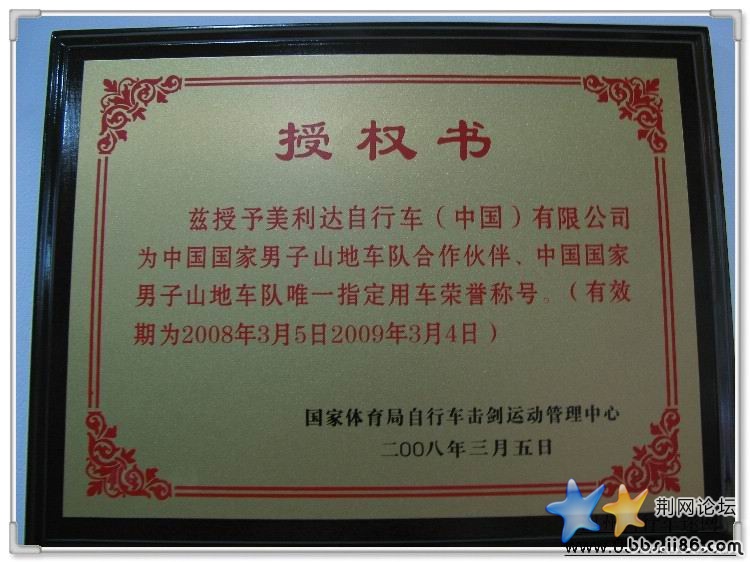 授权书
兹授予美利达自行车（中国）有限公司
为中国国家男子山地车队合作伙伴、中国国家
男子山地车队唯一指定用车荣誉称号。（有效
期为2008年3月5日2009年3月4日）
国家体育局自行车击剑运动管理中心
二00八年三月五日
荆网论坛
bbs.jj86.com